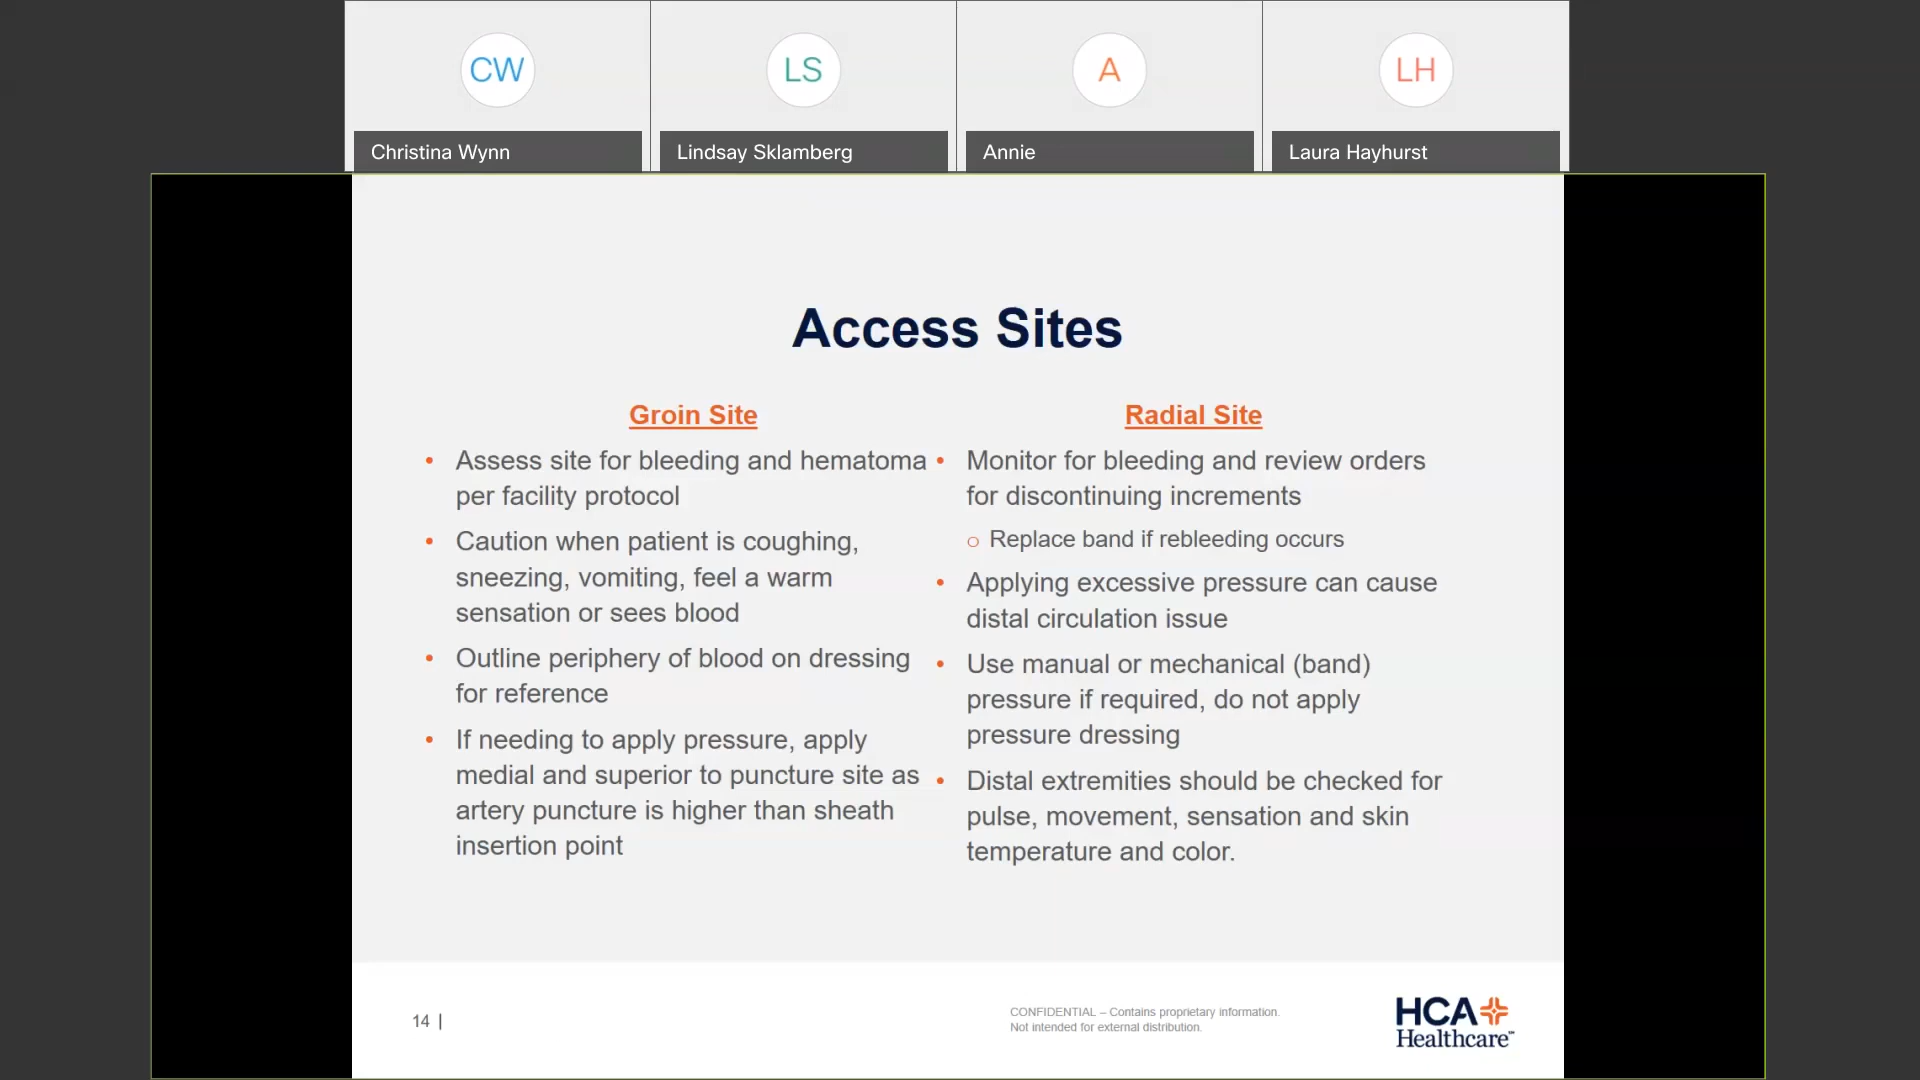 CW
LS
A
LH
Christina Wynn
Lindsay Sklamberg
Annie
Laura Hayhurst
Access Sites
Groin Site
• Assess site for bleeding and hematoma
per facility protocol
• Caution when patient is coughing,
sneezing, vomiting, feel a warm
sensation or sees blood
• Outline periphery of blood on dressing
for reference
• If needing to apply pressure, apply
medial and superior to puncture site as
artery puncture is higher than sheath
insertion point
Radial Site
• Monitor for bleeding and review orders
for discontinuing increments
o Replace band if rebleeding occurs
• Applying excessive pressure can cause
distal circulation issue
• Use manual or mechanical (band)
pressure if required, do not apply
pressure dressing
• Distal extremities should be checked for
pulse, movement, sensation and skin
temperature and color.
14 |
CONFIDENTIAL – Contains proprietary information.
Not intended for external distribution.
HCA
Healthcare℠